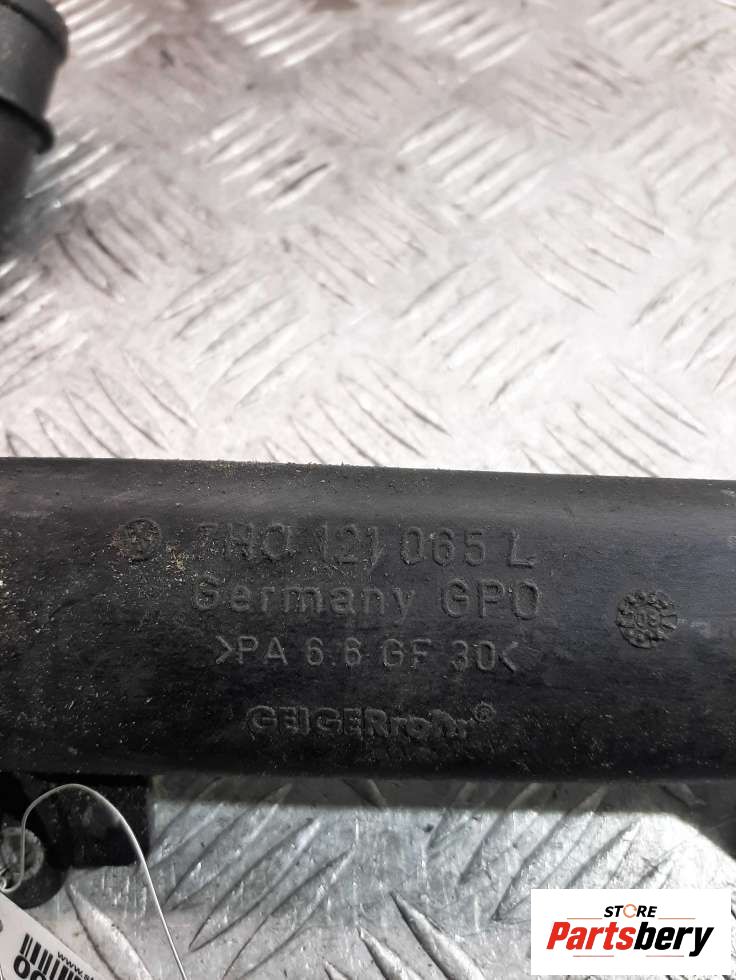 7H0 121 065 L
Germany GPO
>PA 6.6 GF 30<
GEIGERrohr®
STORE
Partsbery